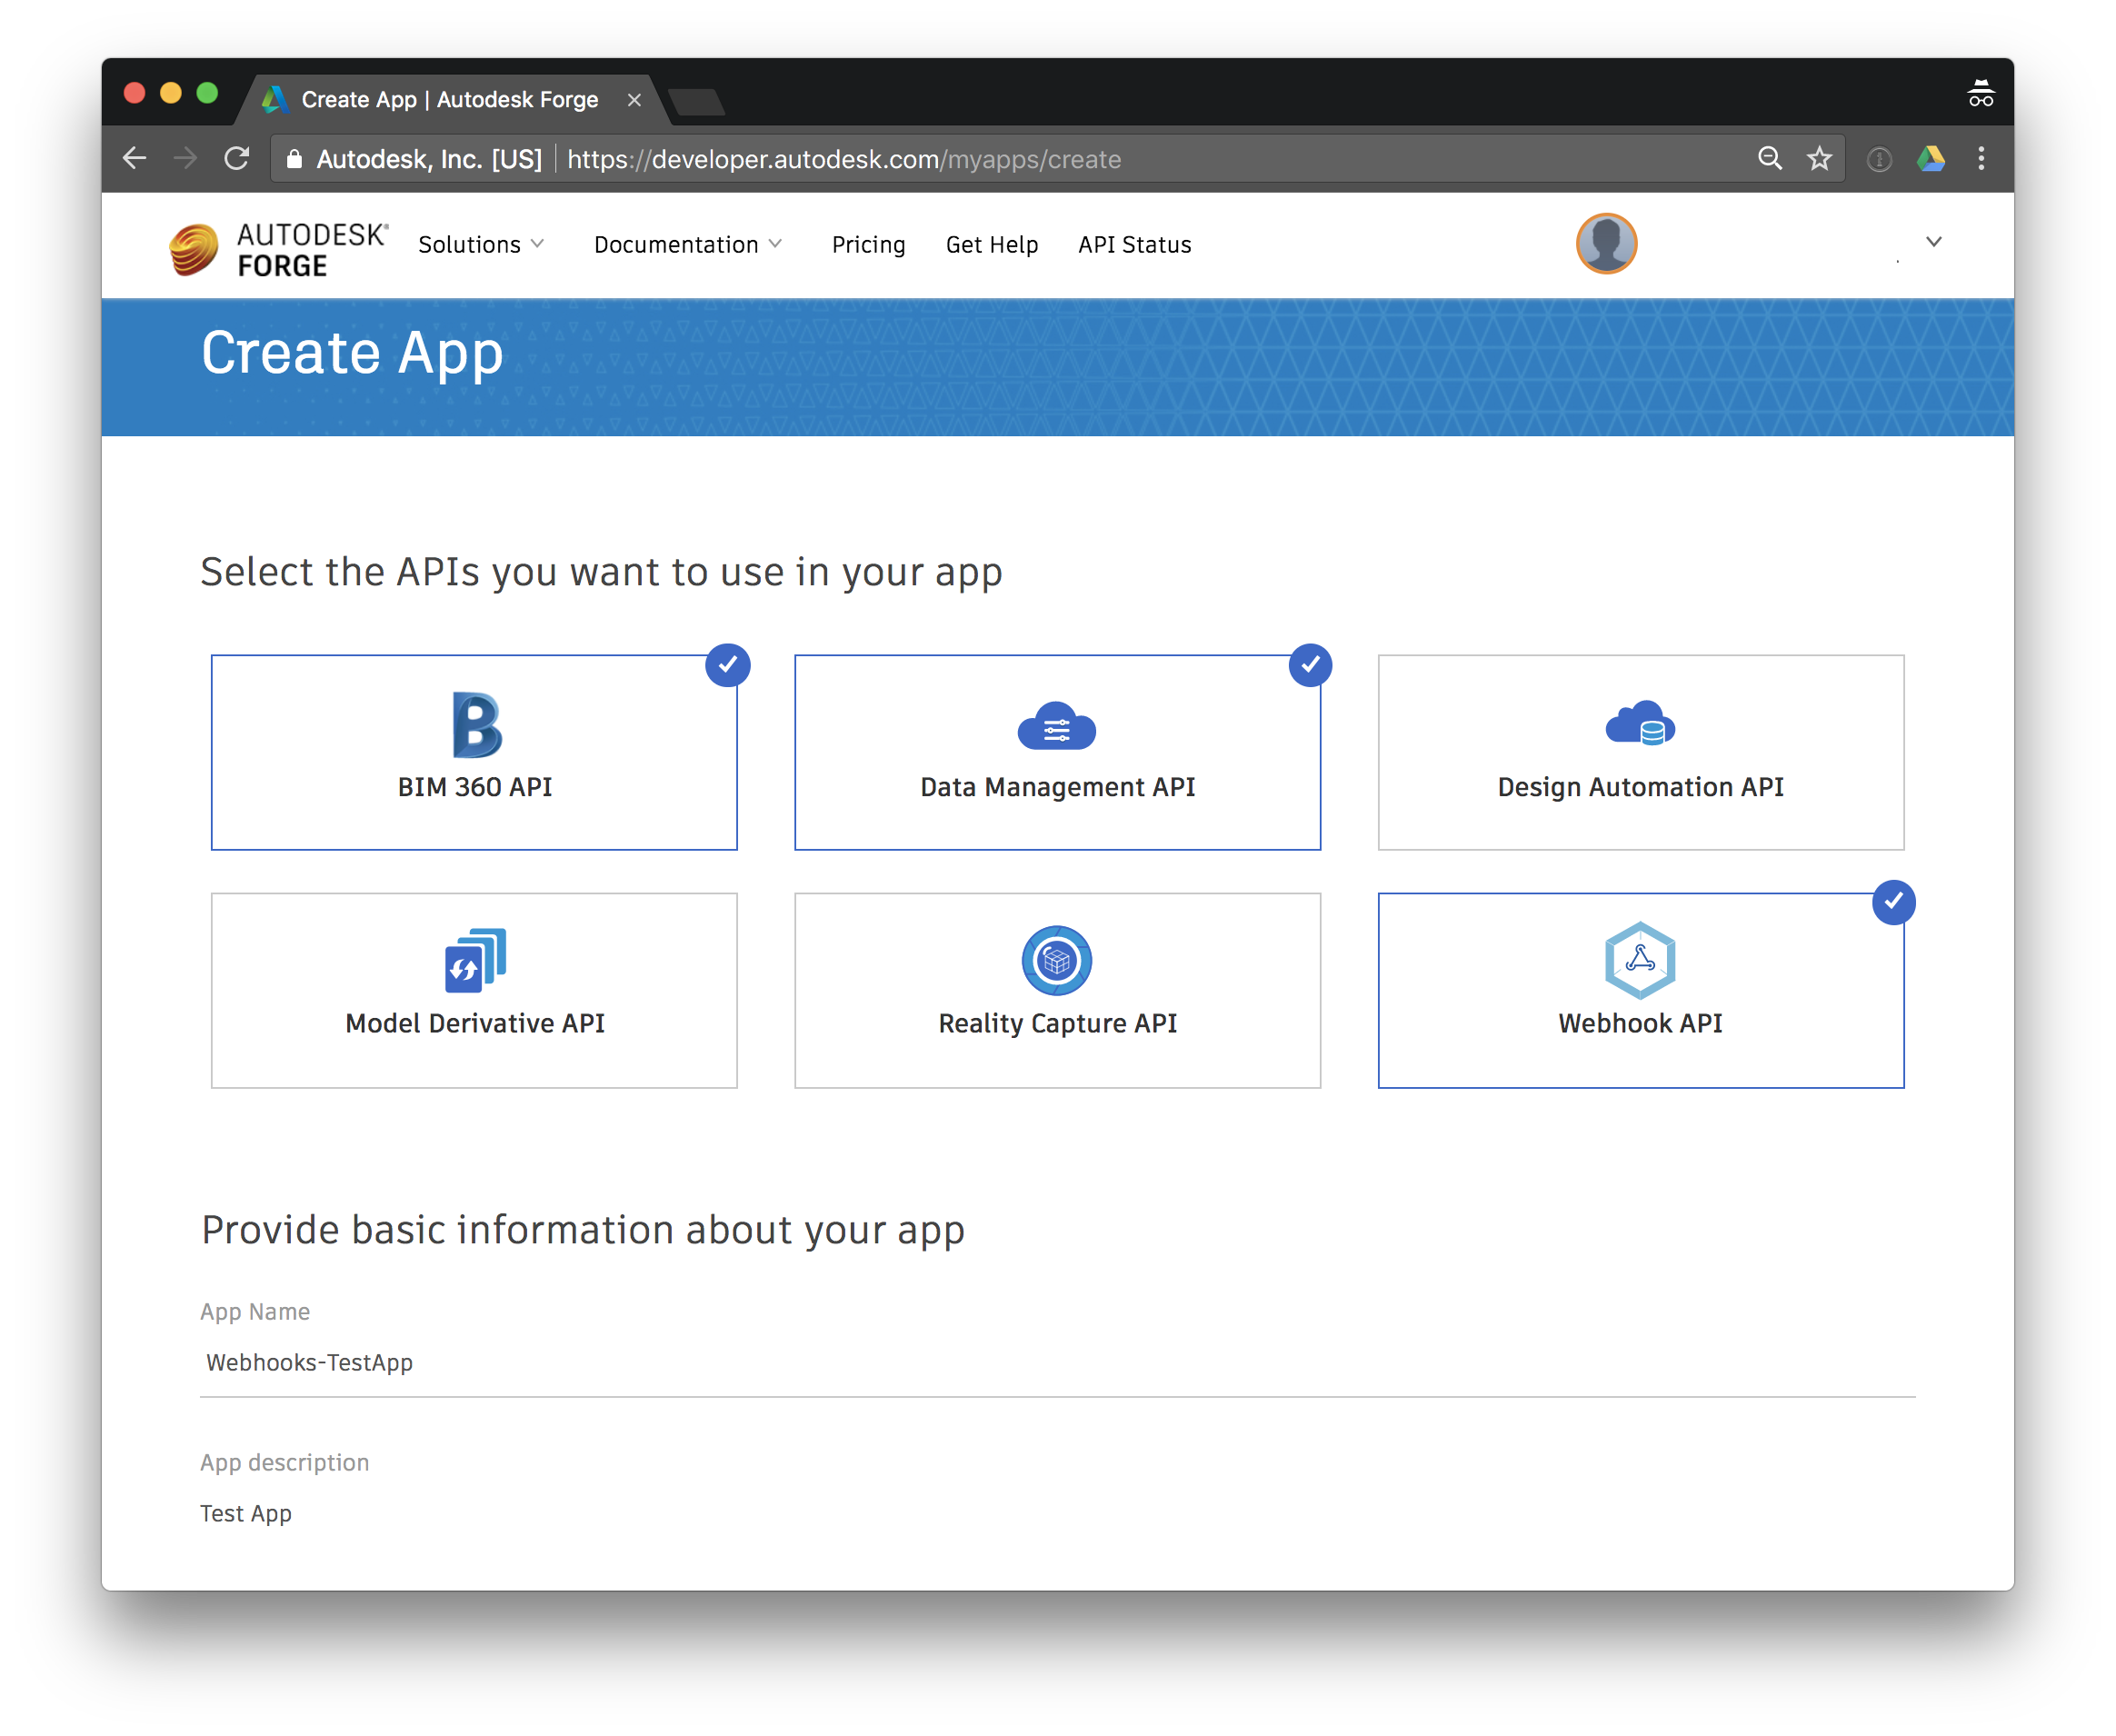 Create App | Autodesk Forge
Autodesk, Inc. [US] https://developer.autodesk.com/myapps/create
AUTODESK®
FORGE
Solutions Documentation Pricing Get Help API Status
Create App
Select the APIs you want to use in your app
BIM 360 API Data Management API Design Automation API
Model Derivative API Reality Capture API Webhook API
Provide basic information about your app
App Name
Webhooks-TestApp
App description
Test App